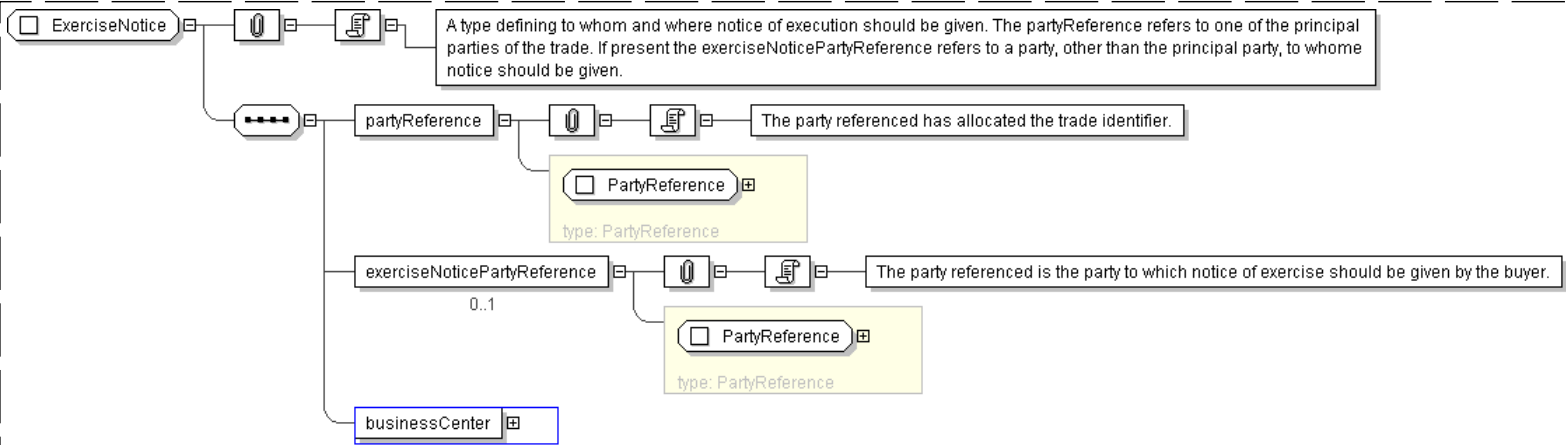 ExerciseNotice
A type defining to whom and where notice of execution should be given. The partyReference refers to one of the principal
parties of the trade. If present the exerciseNoticePartyReference refers to a party, other than the principal party, to whome
notice should be given.
partyReference
The party referenced has allocated the trade identifier.
PartyReference
type: PartyReference
exerciseNoticePartyReference
The party referenced is the party to which notice of exercise should be given by the buyer.
0..1
PartyReference
type: PartyReference
businessCenter